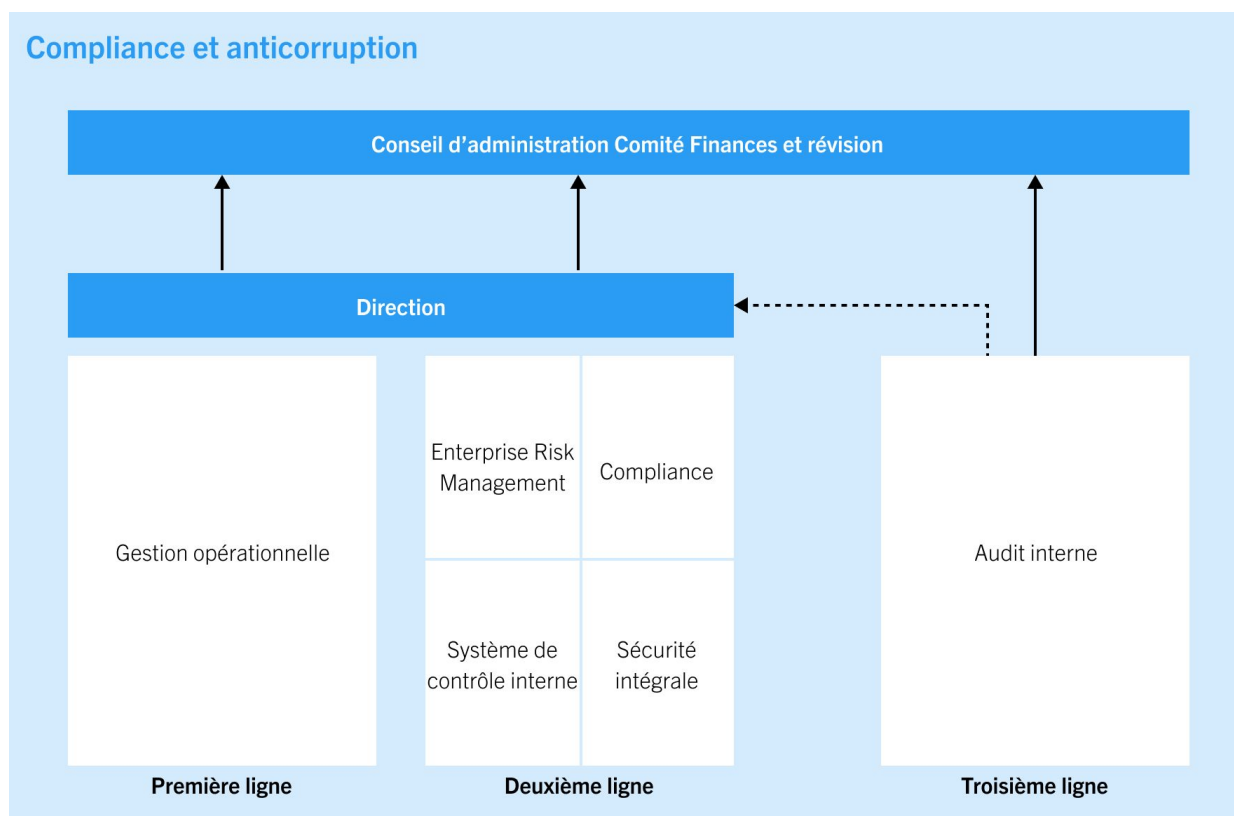 Compliance et anticorruption
Conseil d’administration Comité Finances et révision
Direction
Gestion opérationnelle
Enterprise Risk
Management
Compliance
Système de
contrôle interne
Sécurité
intégrale
Audit interne
Première ligne
Deuxième ligne
Troisième ligne